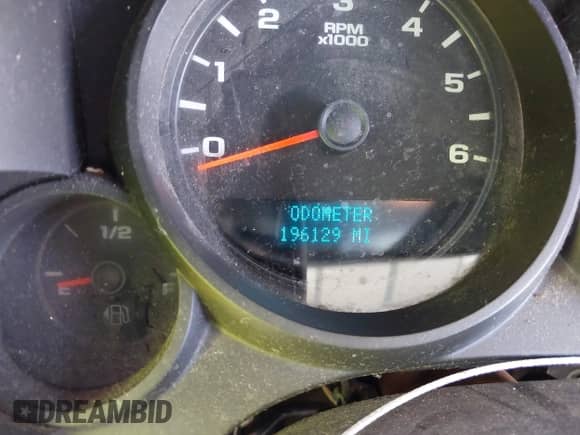 2 3 4
RPM
x1000
1 5
0 6
ODOMETER
196129 MI
1/2
E F
DREAMBID